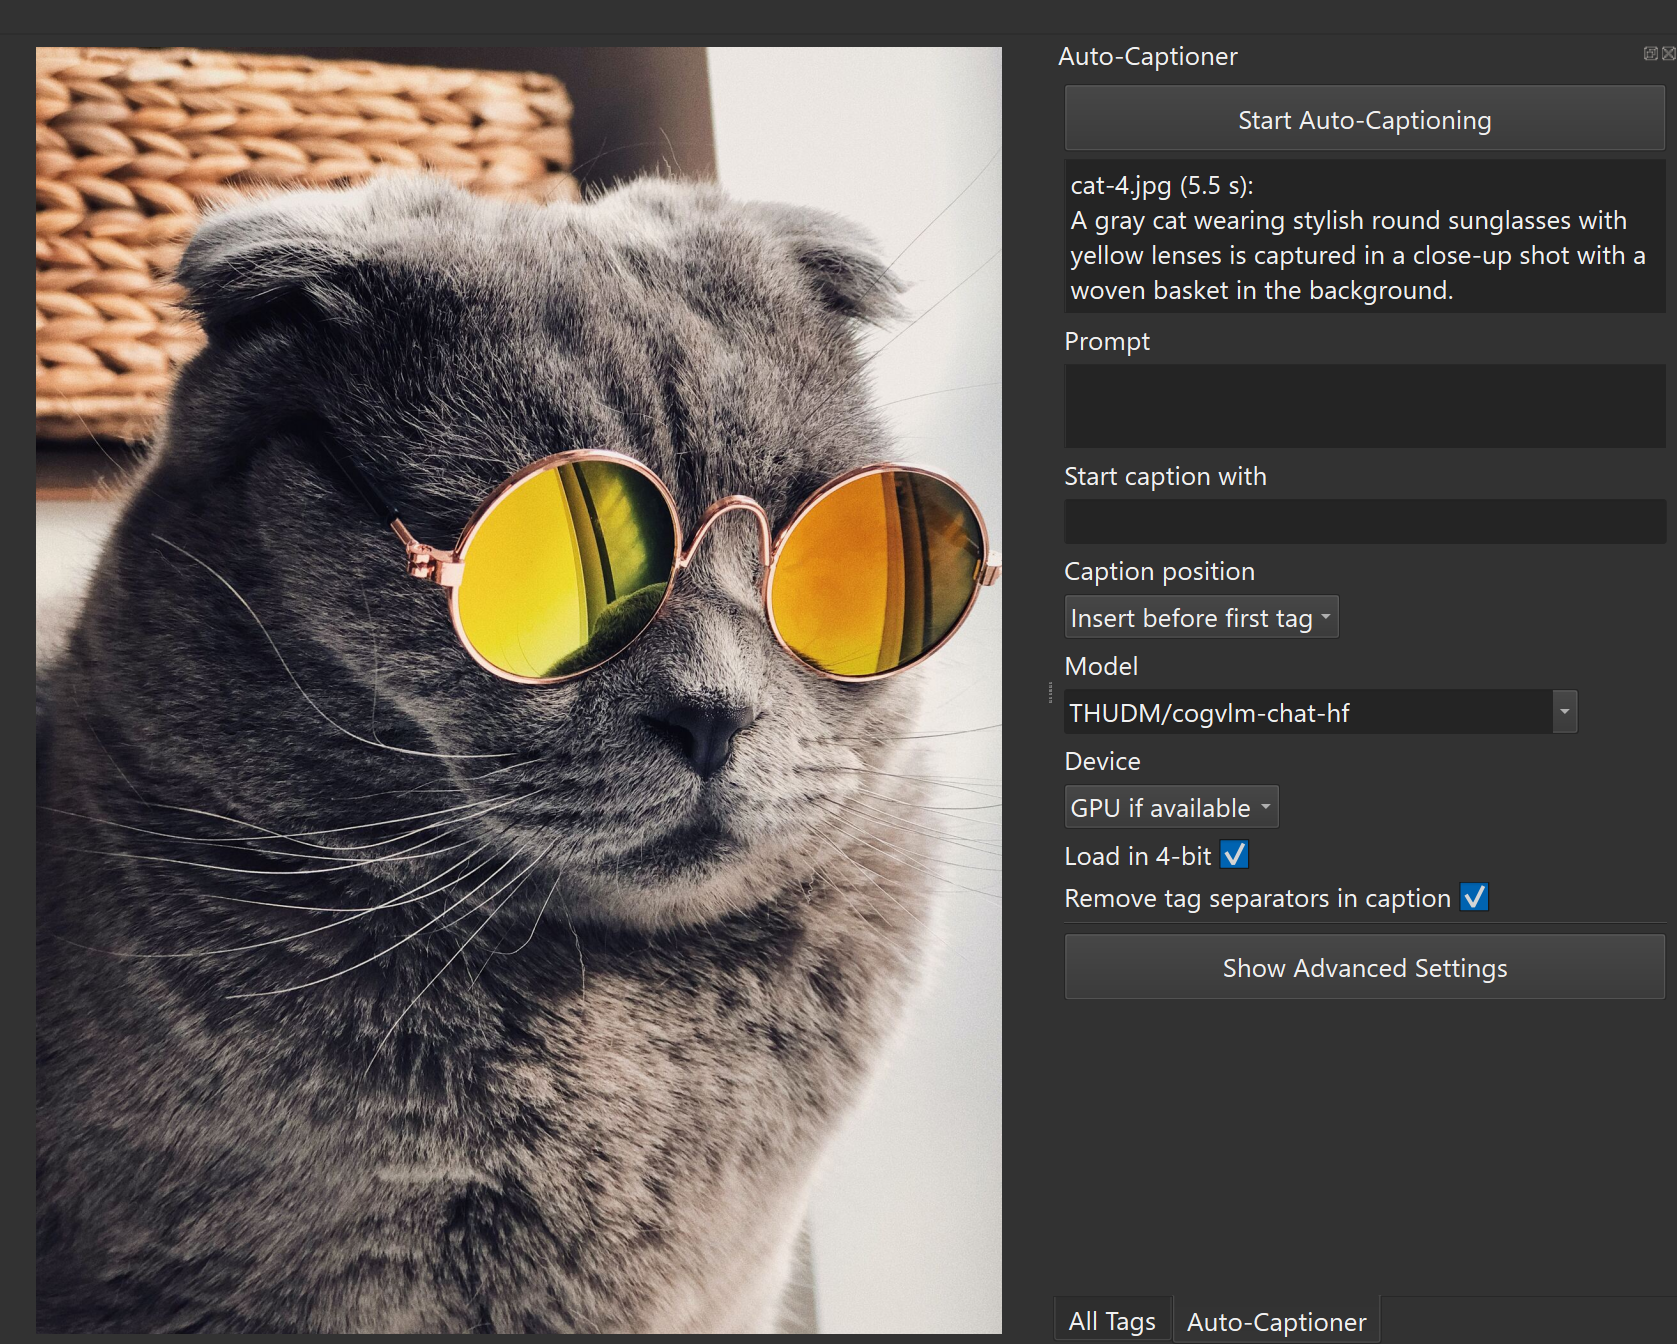 Auto-Captioner
Start Auto-Captioning
cat-4.jpg (5.5 s):
A gray cat wearing stylish round sunglasses with
yellow lenses is captured in a close-up shot with a
woven basket in the background.
Prompt
Start caption with
Caption position
Insert before first tag
Model
THUDM/cogvlm-chat-hf
Device
GPU if available
Load in 4-bit
Remove tag separators in caption
Show Advanced Settings
All Tags
Auto-Captioner